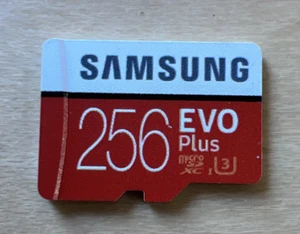 SAMSUNG
256 EVO
Plus
micro
SD
XC I U3